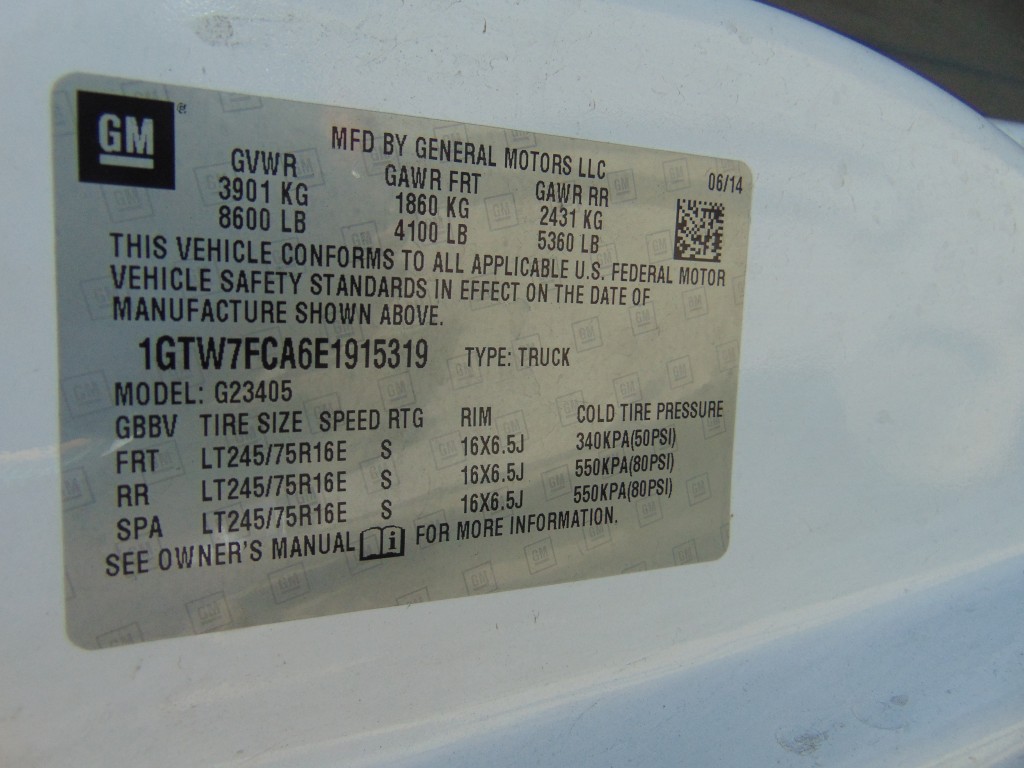 GM®
MFD BY GENERAL MOTORS LLC
06/14
GVWR GAWR FRT GAWR RR
3901 KG 1860 KG 2431 KG
8600 LB 4100 LB 5360 LB
THIS VEHICLE CONFORMS TO ALL APPLICABLE U.S. FEDERAL MOTOR
VEHICLE SAFETY STANDARDS IN EFFECT ON THE DATE OF
MANUFACTURE SHOWN ABOVE.
1GTW7FCA6E1915319 TYPE: TRUCK
MODEL: G23405
GBBV TIRE SIZE SPEED RTG RIM COLD TIRE PRESSURE
FRT LT245/75R16E S 16X6.5J 340KPA(50PSI)
RR LT245/75R16E S 16X6.5J 550KPA(80PSI)
SPA LT245/75R16E S 16X6.5J 550KPA(80PSI)
SEE OWNER'S MANUAL i FOR MORE INFORMATION.